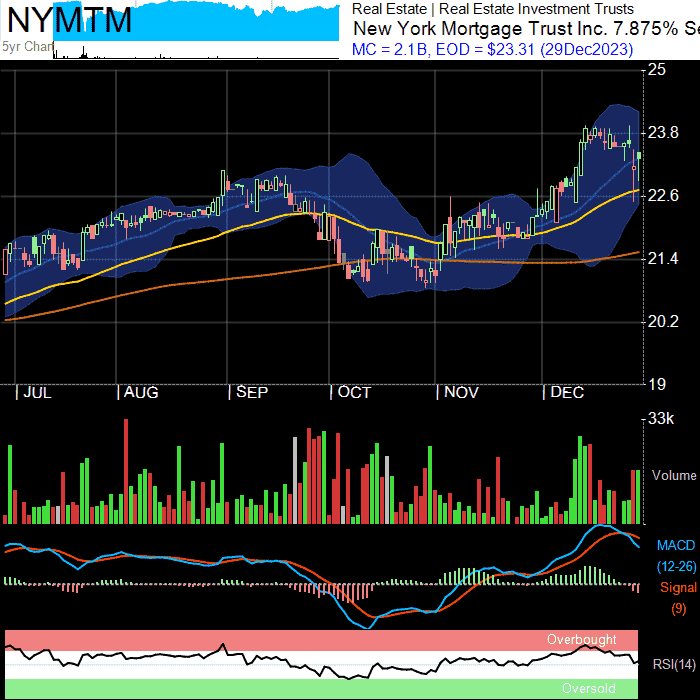 NYMTM
5yr Chart
Real Estate | Real Estate Investment Trusts
New York Mortgage Trust Inc. 7.875% Se
MC = 2.1B, EOD = $23.31 (29Dec2023)
25
23.8
22.6
21.4
20.2
19
| JUL | AUG | SEP | OCT | NOV | DEC
33k
Volume
MACD
(12-26)
Signal
(9)
Overbought
RSI(14)
Oversold